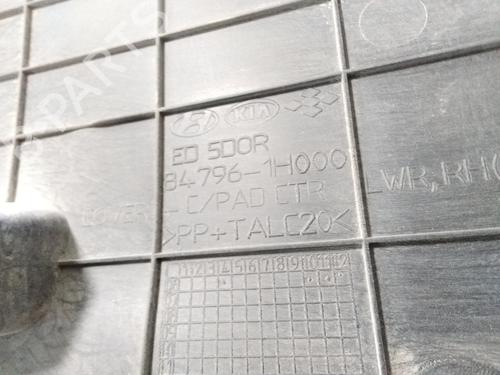 KIA
ED 5DOR
84796-1H000
COVER - C/PAD CTR LWR, RH
>PP+TALC20<
1 2 3 4 5 6 7 8 9 10 11 12